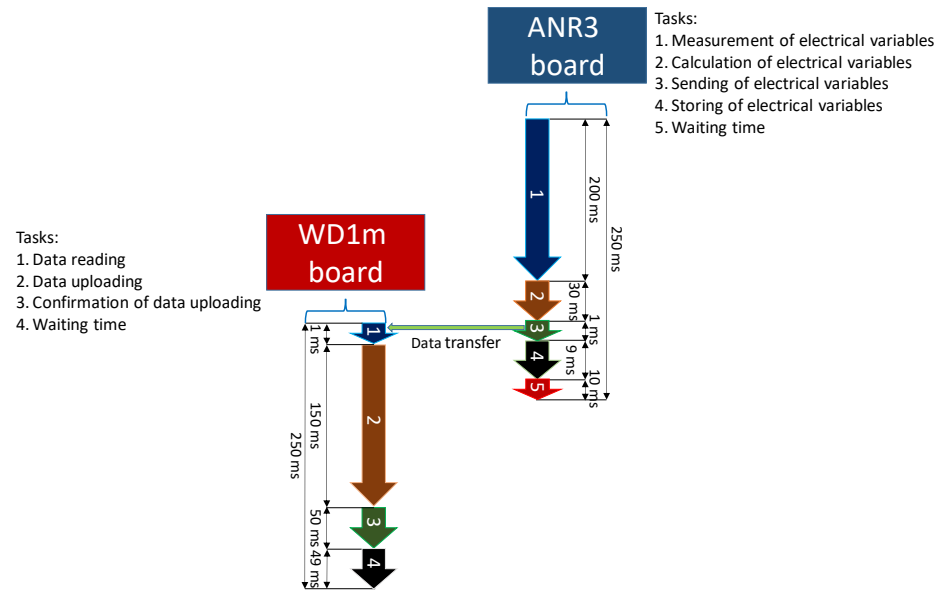 ANR3
board
Tasks:
1. Measurement of electrical variables
2. Calculation of electrical variables
3. Sending of electrical variables
4. Storing of electrical variables
5. Waiting time
1
200 ms
250 ms
2
30 ms
3
1 ms
4
9 ms
5
10 ms
WD1m
board
Tasks:
1. Data reading
2. Data uploading
3. Confirmation of data uploading
4. Waiting time
Data transfer
1
1 ms
2
150 ms
250 ms
3
50 ms
4
49 ms